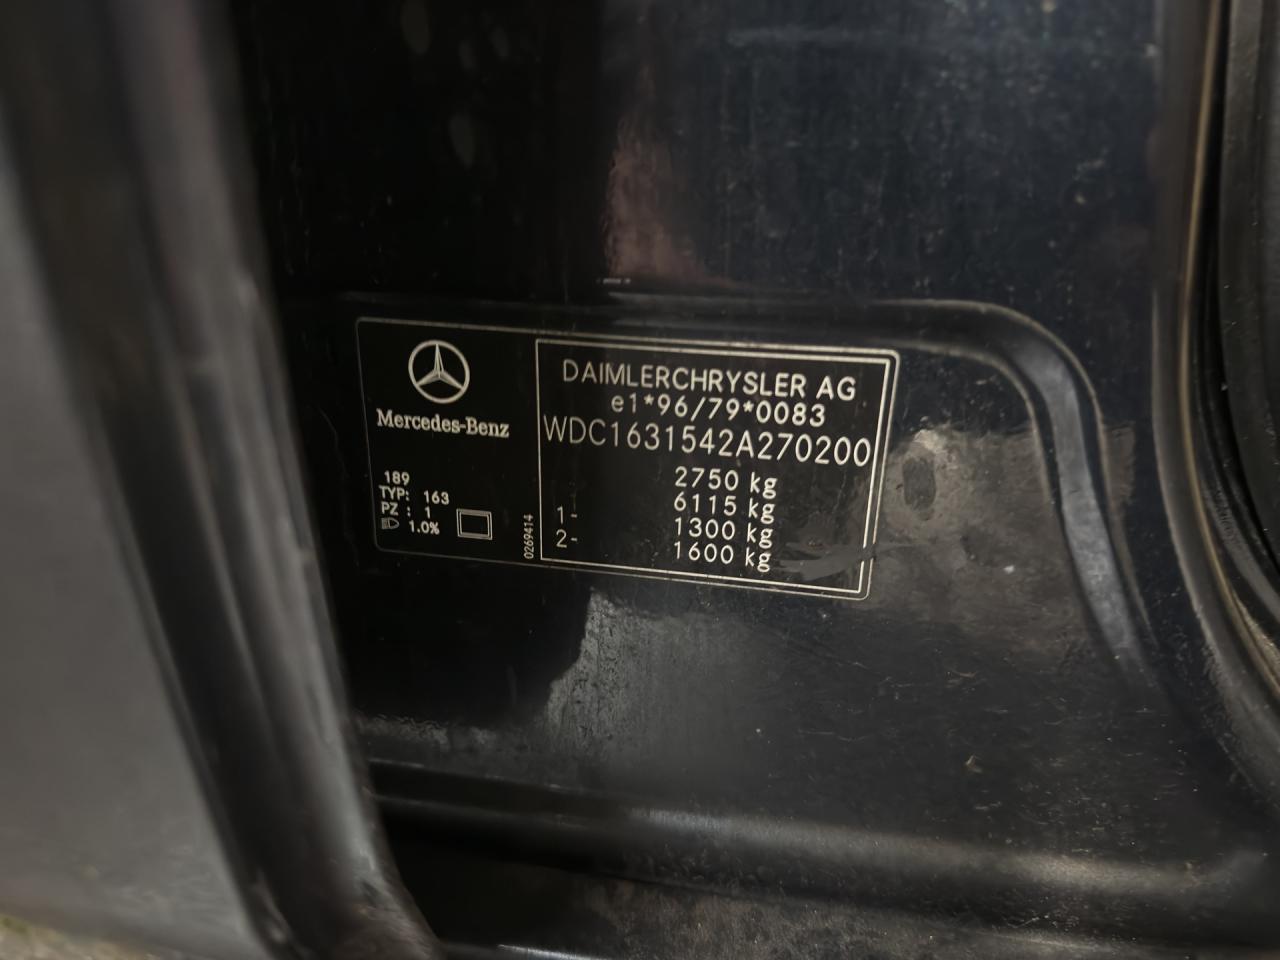 Mercedes-Benz
189
TYP: 163
PZ : 1
1.0%
0269414
DAIMLERCHRYSLER AG
e1*96/79*0083
WDC1631542A270200
2750 kg
6115 kg
1- 1300 kg
2- 1600 kg